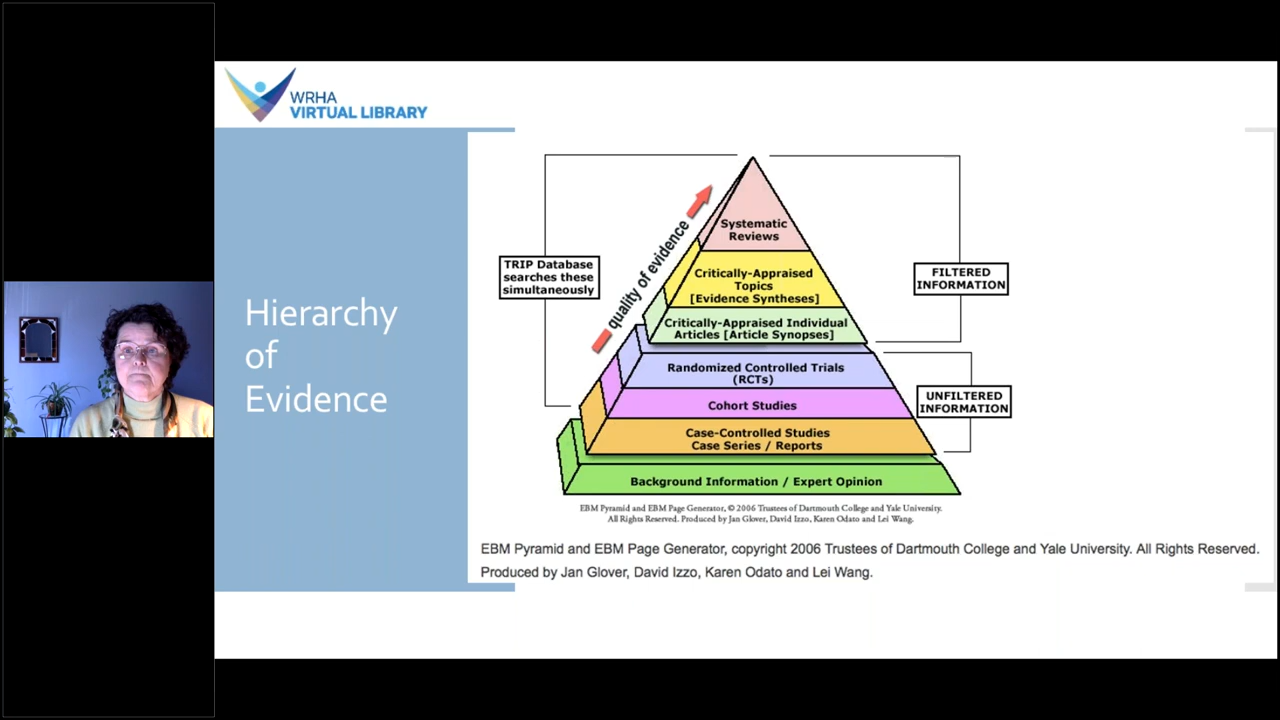 WRHA
VIRTUAL LIBRARY
Hierarchy
of
Evidence
TRIP Database
searches these
simultaneously
quality of evidence
Systematic
Reviews
Critically-Appraised
Topics
[Evidence Syntheses]
Critically-Appraised Individual
Articles [Article Synopses]
Randomized Controlled Trials
(RCTs)
Cohort Studies
Case-Controlled Studies
Case Series / Reports
Background Information / Expert Opinion
FILTERED
INFORMATION
UNFILTERED
INFORMATION
EBM Pyramid and EBM Page Generator, © 2006 Trustees of Dartmouth College and Yale University.
All Rights Reserved. Produced by Jan Glover, David Izzo, Karen Odato and Lei Wang.
EBM Pyramid and EBM Page Generator, copyright 2006 Trustees of Dartmouth College and Yale University. All Rights Reserved.
Produced by Jan Glover, David Izzo, Karen Odato and Lei Wang.